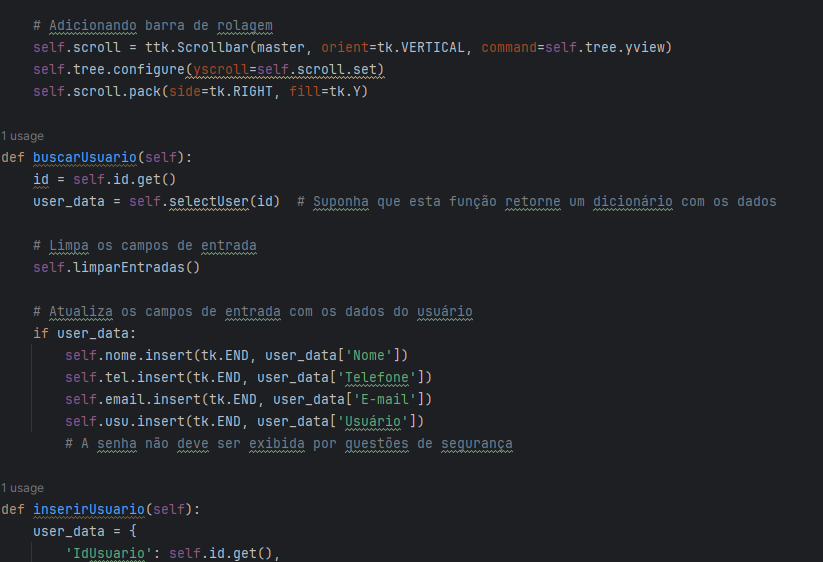 # Adicionando barra de rolagem
self.scroll = ttk.Scrollbar(master, orient=tk.VERTICAL, command=self.tree.yview)
self.tree.configure(yscroll=self.scroll.set)
self.scroll.pack(side=tk.RIGHT, fill=tk.Y)
1 usage
def buscarUsuario(self):
id = self.id.get()
user_data = self.selectUser(id)  # Suponha que esta função retorne um dicionário com os dados
# Limpa os campos de entrada
self.limparEntradas()
# Atualiza os campos de entrada com os dados do usuário
if user_data:
self.nome.insert(tk.END, user_data['Nome'])
self.tel.insert(tk.END, user_data['Telefone'])
self.email.insert(tk.END, user_data['E-mail'])
self.usu.insert(tk.END, user_data['Usuário'])
# A senha não deve ser exibida por questões de segurança
1 usage
def inserirUsuario(self):
user_data = {
'IdUsuario': self.id.get(),